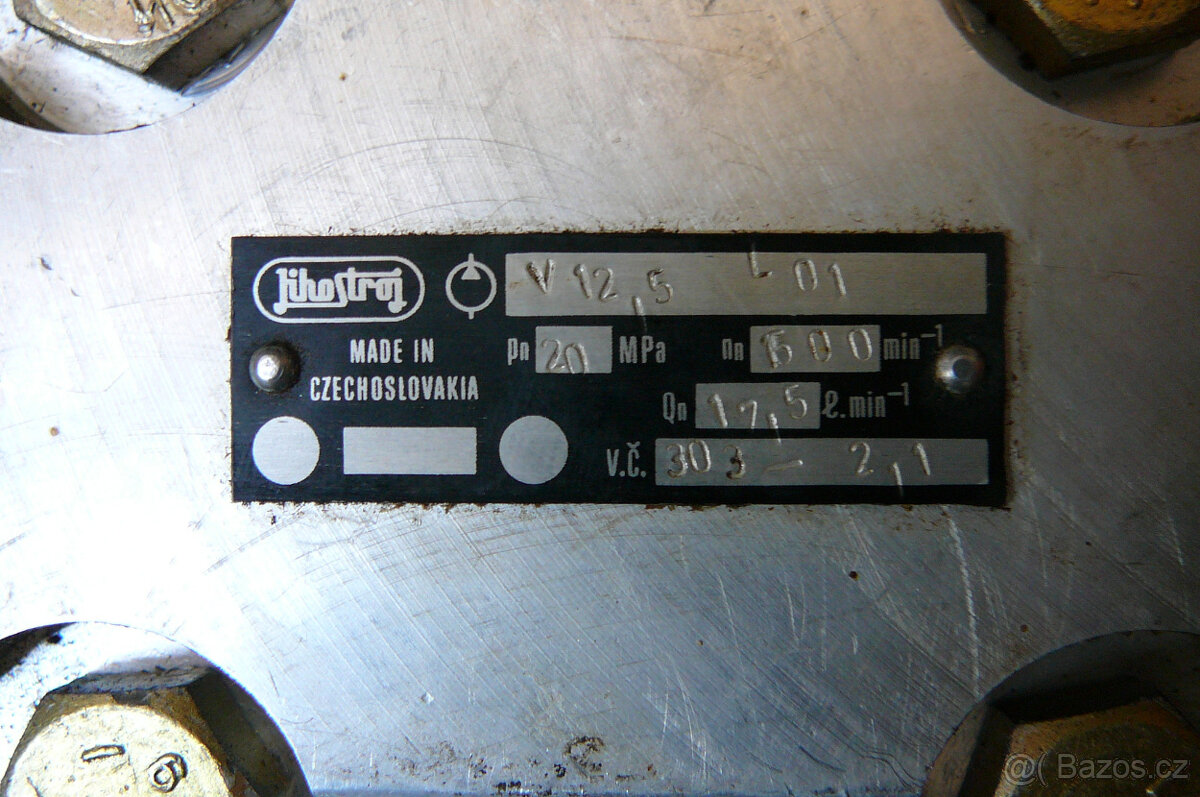 Jihostroj V 12,5 L 01
MADE IN
CZECHOSLOVAKIA
pn 20 MPa nn 1500 min-1
Qn 17,5 ℓ.min-1
V.Č. 303 - 2,1
@( Bazos.cz